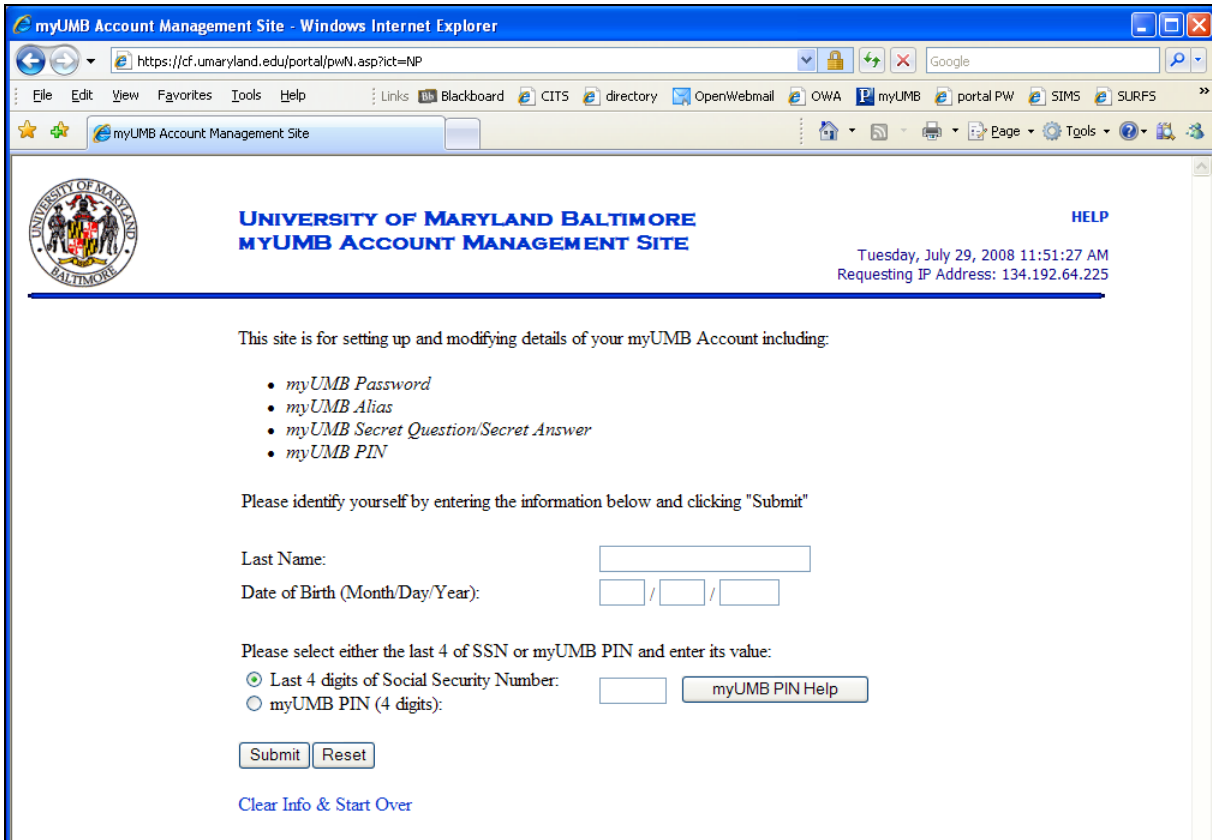 myUMB Account Management Site - Windows Internet Explorer
https://cf.umaryland.edu/portal/pwN.asp?ict=NP
Google
File Edit View Favorites Tools Help
Links Bb Blackboard CITS directory OpenWebmail OWA P myUMB portal PW SIMS SURFS »
myUMB Account Management Site
Page Tools
UNIVERSITY OF MARYLAND
BALTIMORE
UNIVERSITY OF MARYLAND BALTIMORE
MYUMB ACCOUNT MANAGEMENT SITE
HELP
Tuesday, July 29, 2008 11:51:27 AM
Requesting IP Address: 134.192.64.225
This site is for setting up and modifying details of your myUMB Account including:
• myUMB Password
• myUMB Alias
• myUMB Secret Question/Secret Answer
• myUMB PIN
Please identify yourself by entering the information below and clicking "Submit"
Last Name:
Date of Birth (Month/Day/Year): / /
Please select either the last 4 of SSN or myUMB PIN and enter its value:
Last 4 digits of Social Security Number:
myUMB PIN Help
myUMB PIN (4 digits):
Submit Reset
Clear Info & Start Over